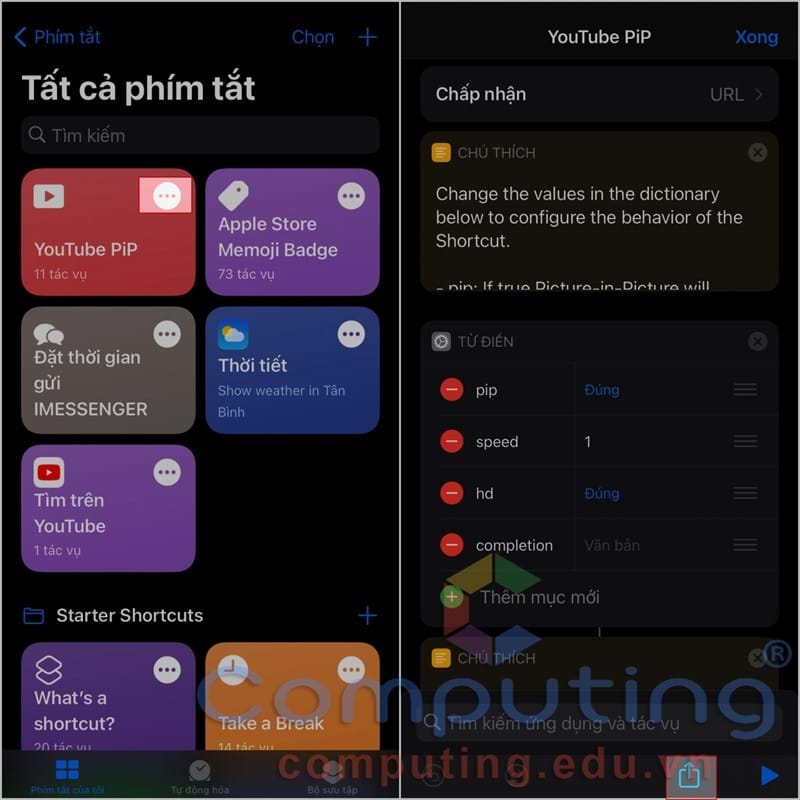 Phím tắt
Chọn
Tất cả phím tắt
Tìm kiếm
YouTube PiP
11 tác vụ
Apple Store
Memoji Badge
73 tác vụ
Đặt thời gian
gửi
IMESSENGER
Thời tiết
Show weather in Tân
Bình
Tìm trên
YouTube
1 tác vụ
Starter Shortcuts
What's a
shortcut?
20 tác vụ
Take a Break
14 tác vụ
Phím tắt của tôi
Tự động hóa
Bộ sưu tập
YouTube PiP
Xong
Chấp nhận
URL
CHÚ THÍCH
Change the values in the dictionary
below to configure the behavior of the
Shortcut.
- pip: If true Picture-in-Picture will
TỪ ĐIỂN
pip
Đúng
speed
1
hd
Đúng
completion
Văn bản
Thêm mục mới
CHÚ THÍCH
Computing®
Tìm kiếm ứng dụng và tác vụ
computing.edu.vn